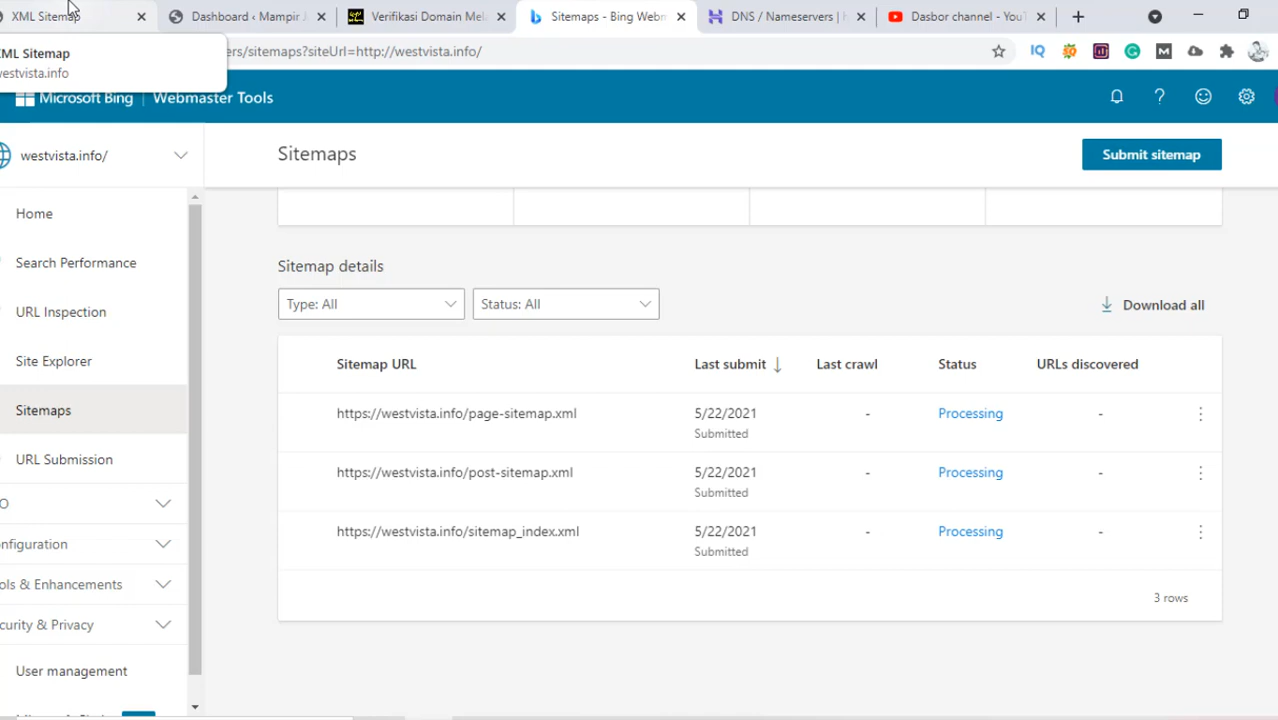 XML Sitemap
Dashboard ‹ Mampir J
Verifikasi Domain Me
Sitemaps - Bing Webm
DNS / Nameservers | h
Dasbor channel - YouT
XML Sitemap
westvista.info
ers/sitemaps?siteUrl=http://westvista.info/
IQ
M
Microsoft Bing | Webmaster Tools
westvista.info/
Sitemaps
Submit sitemap
Home
Search Performance
URL Inspection
Site Explorer
Sitemaps
URL Submission
O
nfiguration
ols & Enhancements
curity & Privacy
User management
Sitemap details
Type: All
Status: All
Download all
Sitemap URL
Last submit
Last crawl
Status
URLs discovered
https://westvista.info/page-sitemap.xml
5/22/2021
Submitted
-
Processing
-
https://westvista.info/post-sitemap.xml
5/22/2021
Submitted
-
Processing
-
https://westvista.info/sitemap_index.xml
5/22/2021
Submitted
-
Processing
-
3 rows